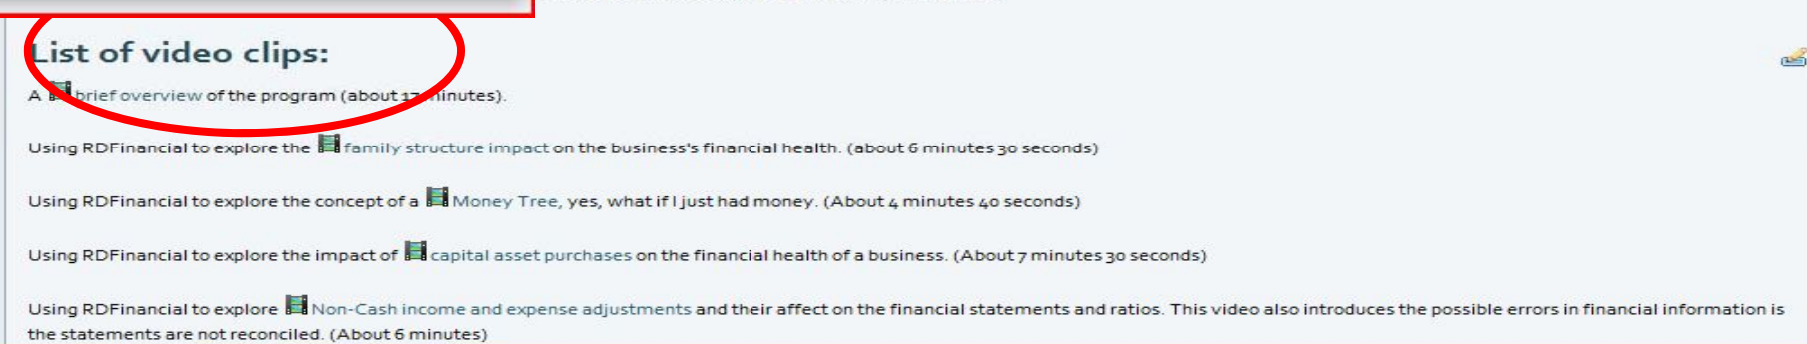 List of video clips:
A brief overview of the program (about 17 minutes).
Using RDFinancial to explore the family structure impact on the business's financial health. (about 6 minutes 30 seconds)
Using RDFinancial to explore the concept of a Money Tree, yes, what if I just had money. (About 4 minutes 40 seconds)
Using RDFinancial to explore the impact of capital asset purchases on the financial health of a business. (About 7 minutes 30 seconds)
Using RDFinancial to explore Non-Cash income and expense adjustments and their affect on the financial statements and ratios. This video also introduces the possible errors in financial information is
the statements are not reconciled. (About 6 minutes)